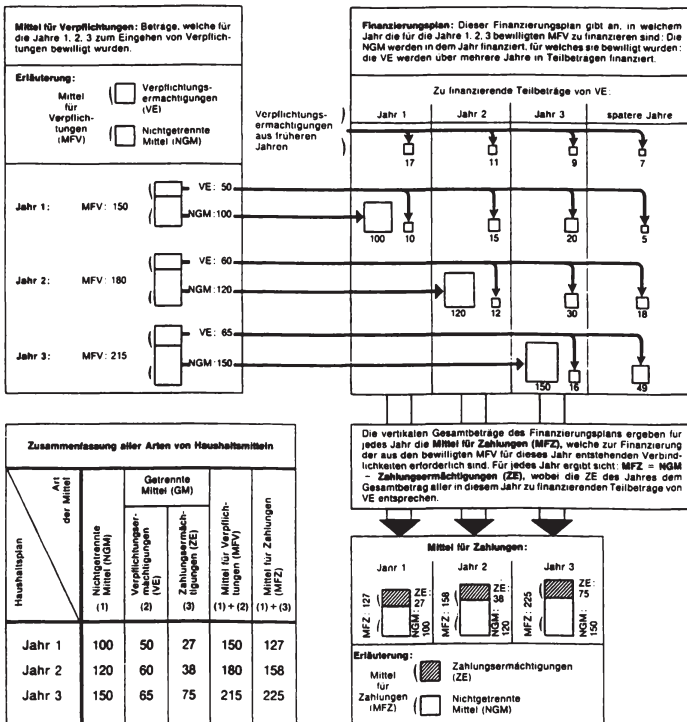 Mittel für Verpflichtungen: Beträge, welche für
die Jahre 1, 2, 3 zum Eingehen von Verpflich-
tungen bewilligt wurden.
Erläuterung:
Mittel
für
Verpflich-
tungen
(MFV)
Verpflichtungs-
ermachtigungen
(VE)
Nichtgetrennte
Mittel (NGM)
Finanzierungsplan: Dieser Finanzierungsplan gibt an, in welchem
Jahr die für die Jahre 1, 2, 3 bewilligten MFV zu finanzieren sind: Die
NGM werden in dem Jahr finanziert, für welches sie bewilligt wurden;
die VE werden über mehrere Jahre in Teilbetragen finanziert.
Zu finanzierende Teilbeträge von VE:
Jahr 1 Jahr 2 Jahr 3 spatere Jahre
Verpflichtungs-
ermachtigungen
aus früheren
Jahren
17 11 9 7
Jahr 1: MFV: 150
VE: 50
NGM:100
100 10 15 20 5
Jahr 2: MFV: 180
VE: 60
NGM:120
120 12 30 18
Jahr 3: MFV: 215
VE: 65
NGM:150
150 16 49
Zusammenfassung aller Arten von Haushaltsmitteln
Art
der Mittel
Haushaltsplan
Nichtgetrennte
Mittel (NGM)
(1)
Getrennte
Mittel (GM)
Verpflichtungser-
mächtigungen
(VE)
(2)
Zahlungsermäch-
tigungen (ZE)
(3)
Mittel für Verpflich-
tungen (MFV)
(1) + (2)
Mittel für Zahlungen
(MFZ)
(1) + (3)
Jahr 1 100 50 27 150 127
Jahr 2 120 60 38 180 158
Jahr 3 150 65 75 215 225
Die vertikalen Gesamtbeträge des Finanzierungsplans ergeben fur
jedes Jahr die Mittel für Zahlungen (MFZ), welche zur Finanzierung
der aus den bewilligten MFV für dieses Jahr entstehenden Verbind-
lichkeiten erforderlich sind. Für jedes Jahr ergibt sicht: MFZ = NGM
– Zahlungsermächtigungen (ZE), wobei die ZE des Jahres dem
Gesamtbetrag aller in diesem Jahr zu finanzierenden Teilbeträge von
VE entsprechen.
Mittel für Zahlungen:
Janr 1 Jahr 2 Jahr 3
MFZ: 127
ZE:
27
NGM:
100
MFZ: 158
ZE:
38
NGM:
120
MFZ: 225
ZE:
75
NGM:
150
Erläuterung:
Mittel
für
Zahlungen
(MFZ)
Zahlungsermächtigungen
(ZE)
Nichtgetrennte
Mittel (NGM)